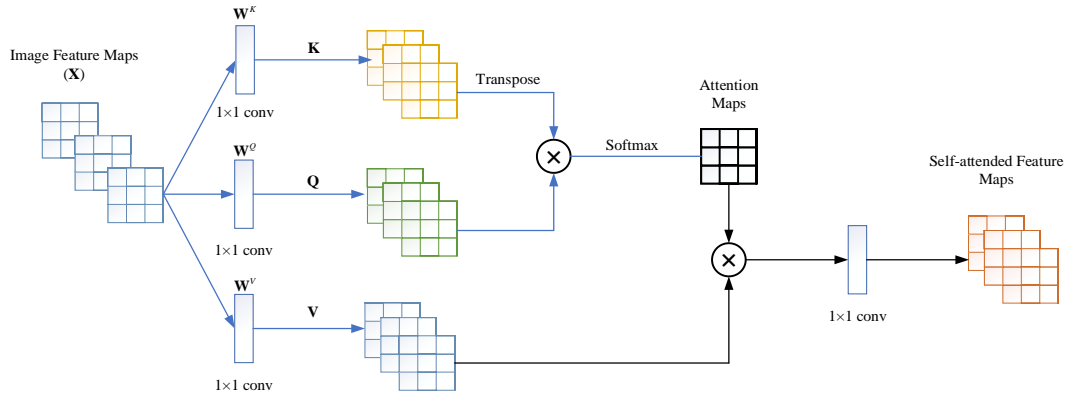 Image Feature Maps
(X)
W^K
1×1 conv
K
W^Q
1×1 conv
Q
W^V
1×1 conv
V
Transpose
Softmax
Attention
Maps
1×1 conv
Self-attended Feature
Maps